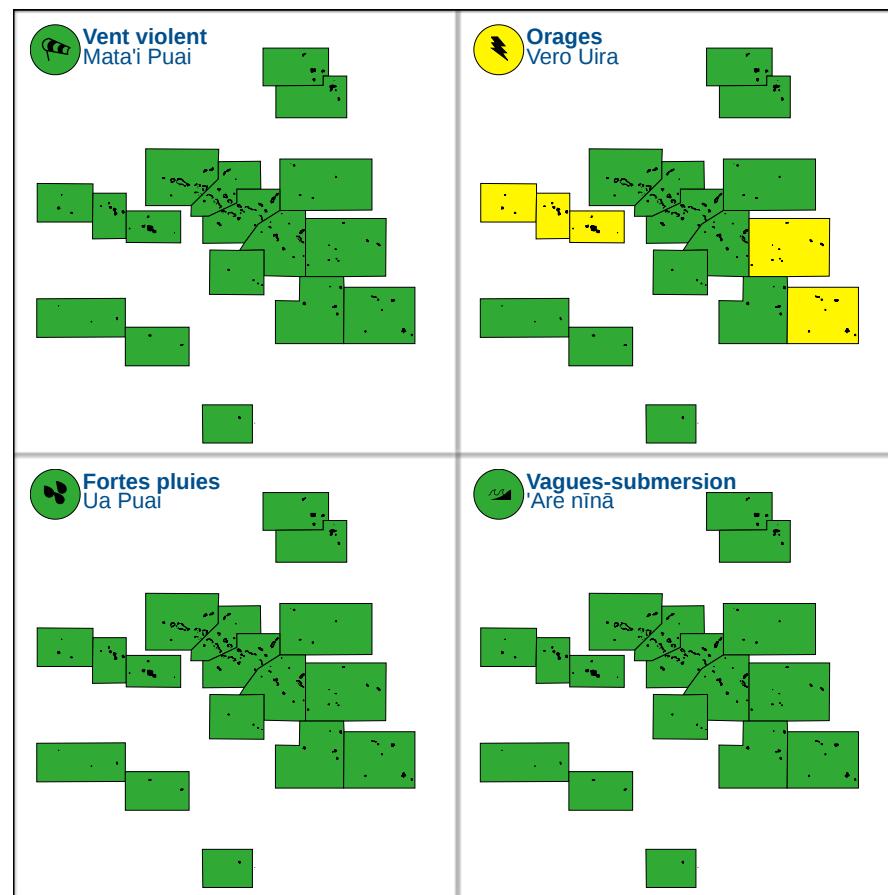 Vent violent
Mata'i Puai
Orages
Vero Uira
Fortes pluies
Ua Puai
Vagues-submersion
'Are nīnā